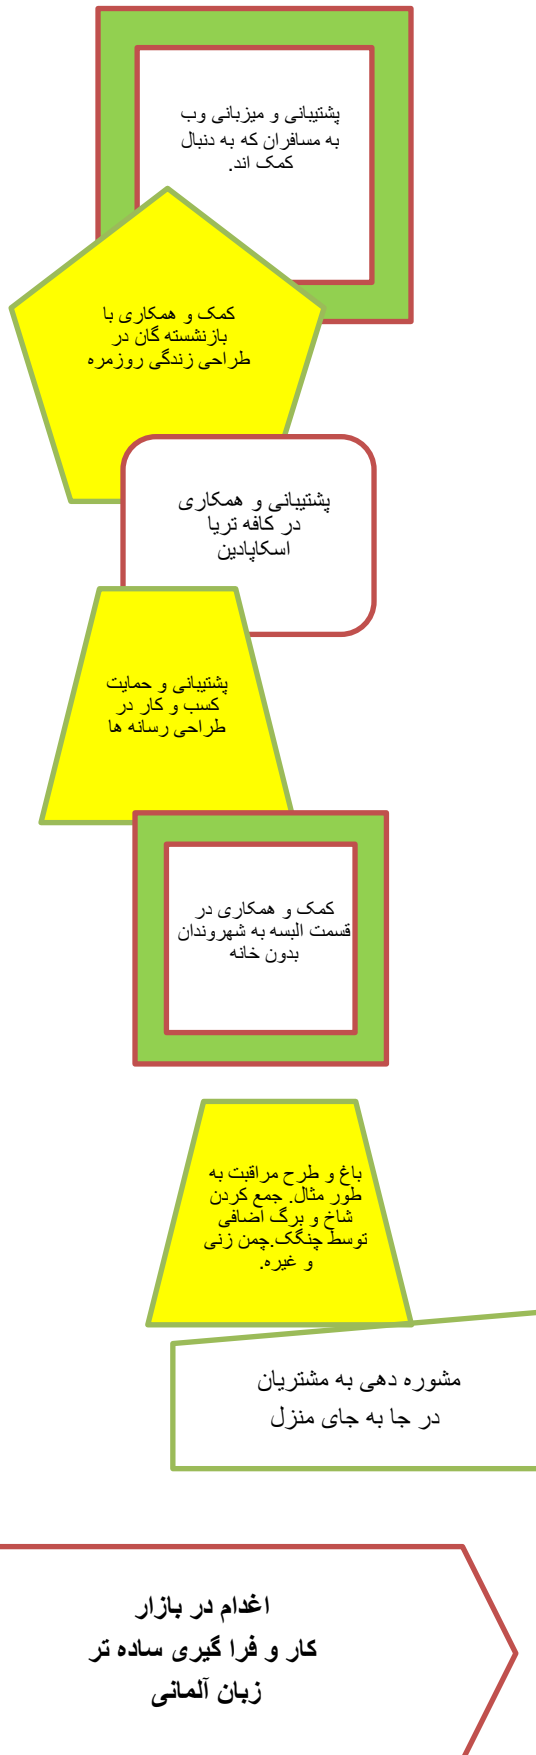 پشتیبانی و میزبانی وب
به مسافران که به دنبال
کمک اند.
کمک و همکاری با
بازنشسته گان در
طراحی زندگی روزمره
پشتیبانی و همکاری
در کافه تریا
اسکاپادین
پشتیبانی و حمایت
کسب و کار در
طراحی رسانه ها
کمک و همکاری در
قسمت البسه به شهروندان
بدون خانه
باغ و طرح مراقبت به
طور مثال. جمع کردن
شاخ و برگ اضافی
توسط چنگک.چمن زنی
و غیره.
مشوره دهی به مشتریان
در جا به جای منزل
اغدام در بازار
کار و فرا گیری ساده تر
زبان آلمانی